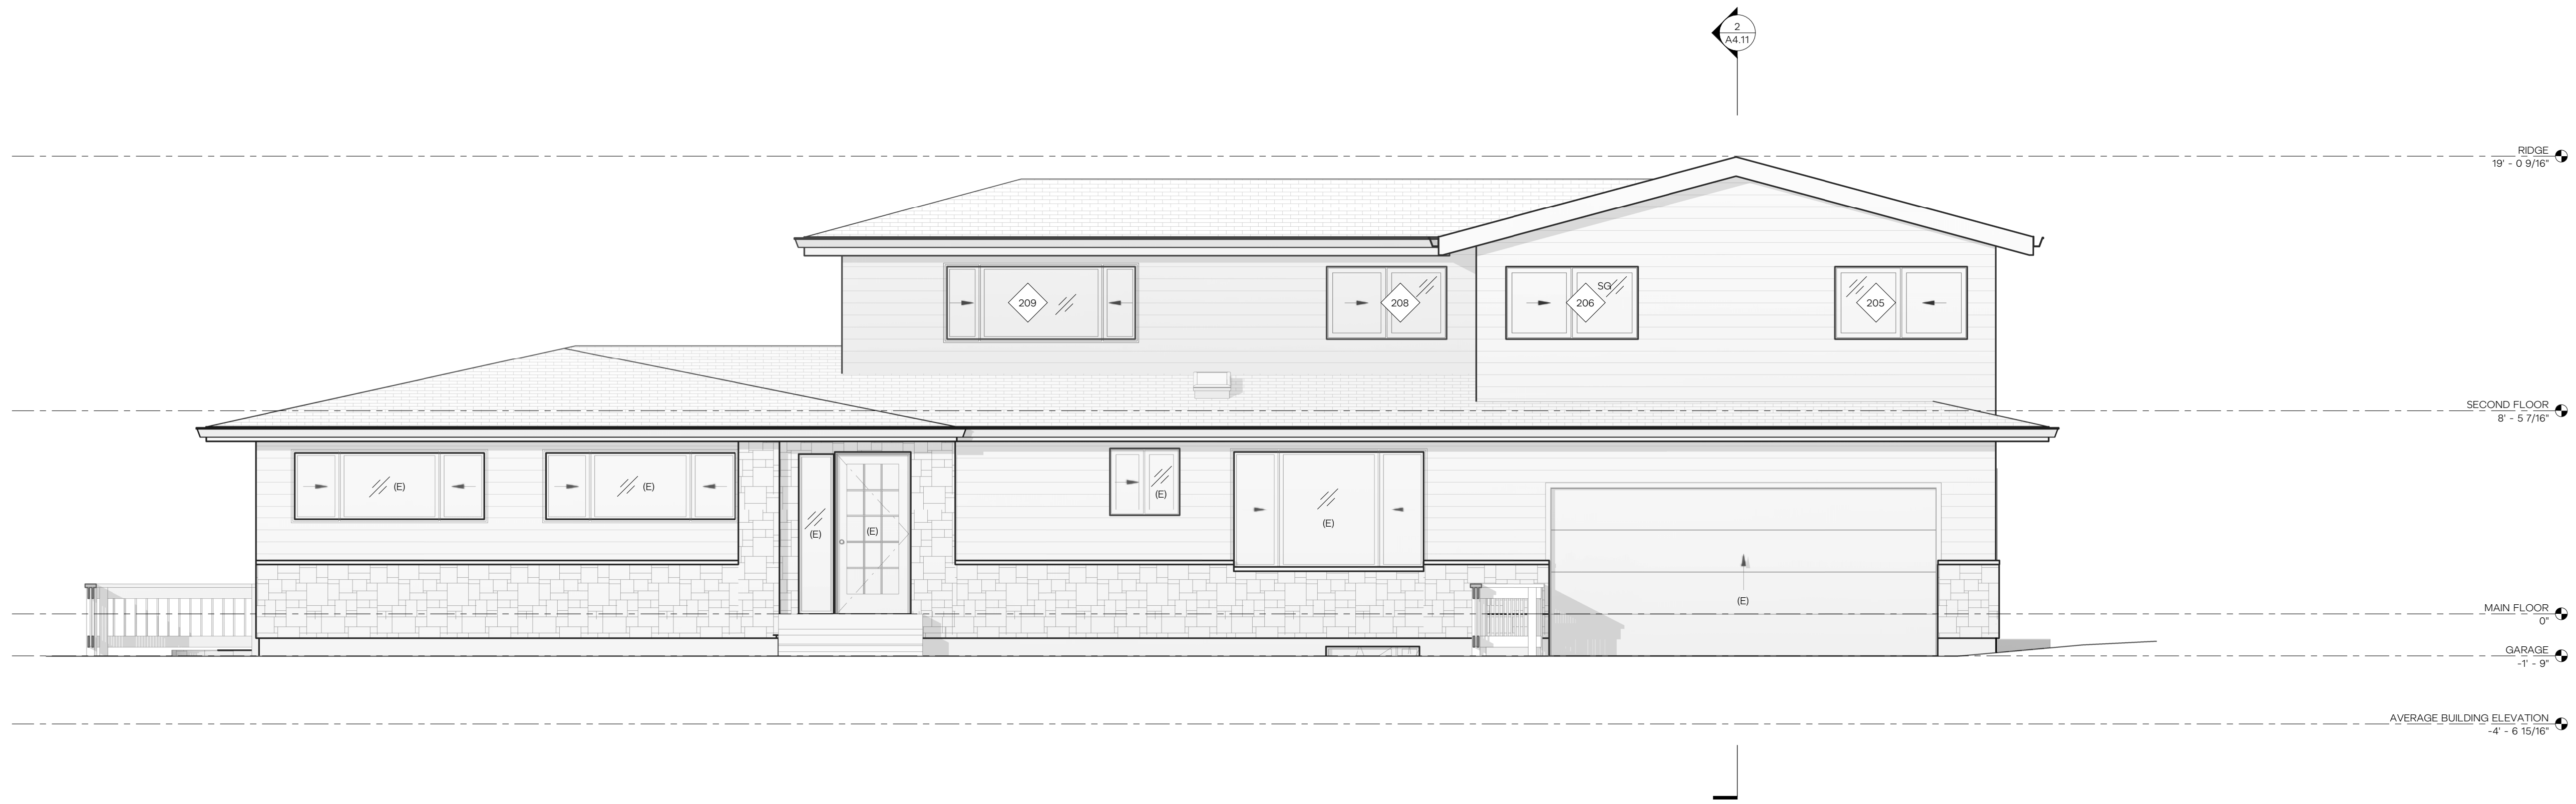 2
A4.11
RIDGE
19' - 0 9/16"
209
208
SG
206
205
SECOND FLOOR
8' - 5 7/16"
(E)
(E)
(E)
(E)
(E)
(E)
(E)
MAIN FLOOR
0"
GARAGE
-1' - 9"
AVERAGE BUILDING ELEVATION
-4' - 6 15/16"